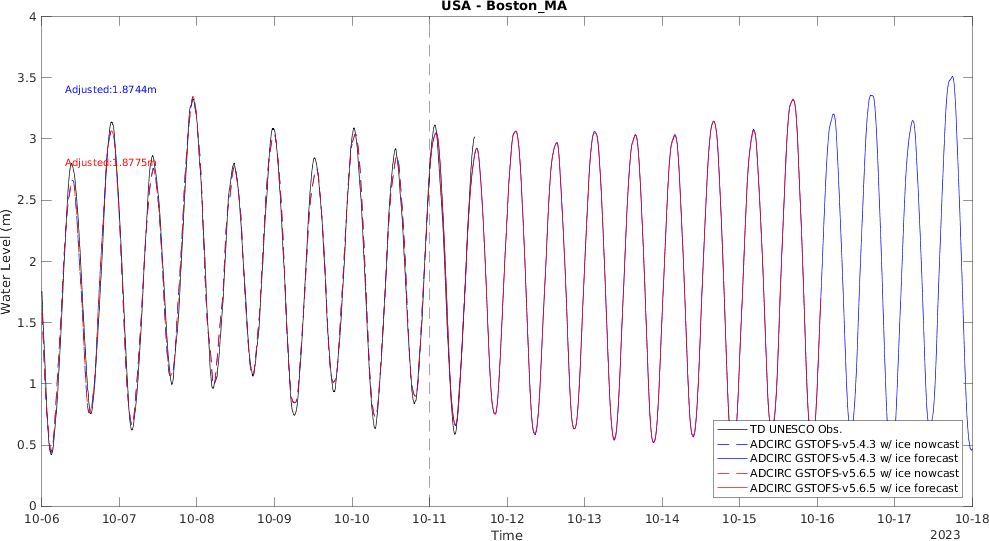 USA - Boston_MA
4
3.5
3
2.5
2
1.5
1
0.5
0
Water Level (m)
Adjusted:1.8744m
Adjusted:1.8775m
TD UNESCO Obs.
ADCIRC GSTOFS-v5.4.3 w/ ice nowcast
ADCIRC GSTOFS-v5.4.3 w/ ice forecast
ADCIRC GSTOFS-v5.6.5 w/ ice nowcast
ADCIRC GSTOFS-v5.6.5 w/ ice forecast
10-06 10-07 10-08 10-09 10-10 10-11 10-12 10-13 10-14 10-15 10-16 10-17 10-18
Time
2023